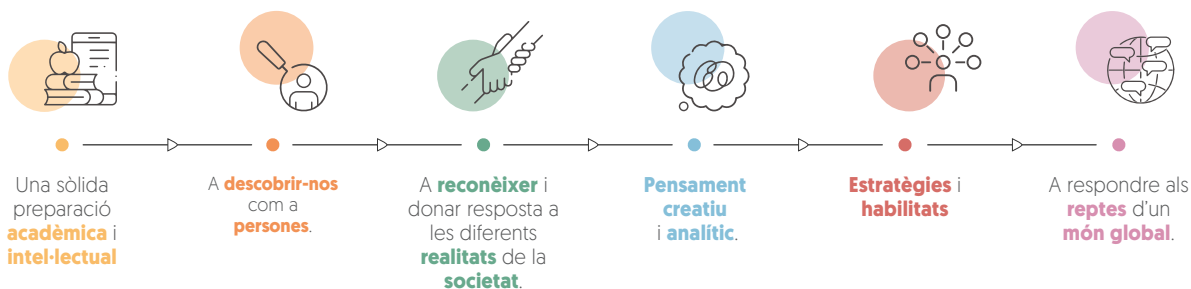 Una sòlida
preparació
acadèmica i
intel·lectual
A descobrir-nos
com a
persones.
A reconèixer i
donar resposta a
les diferents
realitats de la
societat.
Pensament
creatiu
i analític.
Estratègies i
habilitats
A respondre als
reptes d'un
món global.